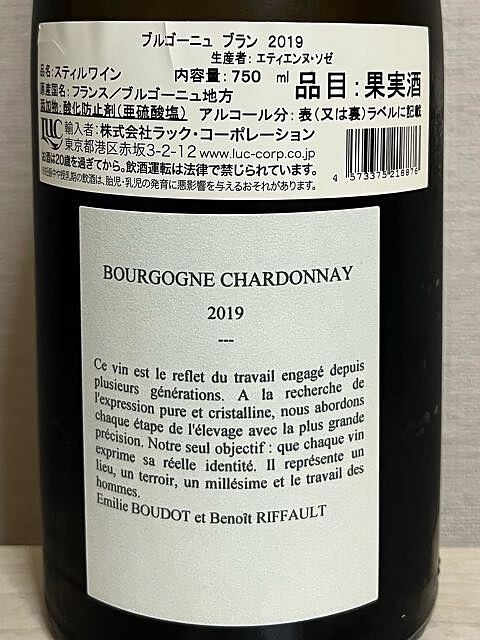 ブルゴーニュ ブラン 2019
生産者：エティエンヌ・ソゼ
品名：スティルワイン 内容量：750 ml
原産国名：フランス／ブルゴーニュ地方 品目：果実酒
添加物：酸化防止剤（亜硫酸塩） アルコール分：表（又は裏）ラベルに記載
LUC 輸入者：株式会社ラック・コーポレーション
東京都港区赤坂3-2-12 www.luc-corp.co.jp
お酒は20歳を過ぎてから。飲酒運転は法律で禁じられています。
妊娠中や授乳期の飲酒は、胎児・乳児の発育に悪影響を与えるおそれがあります。
4 573375 218876
BOURGOGNE CHARDONNAY
2019
---
Ce vin est le reflet du travail engagé depuis
plusieurs générations. A la recherche de
l'expression pure et cristalline, nous abordons
chaque étape de l'élevage avec la plus grande
précision. Notre seul objectif : que chaque vin
exprime sa réelle identité. Il représente un
lieu, un terroir, un millésime et le travail des
hommes.
Emilie BOUDOT et Benoît RIFFAULT